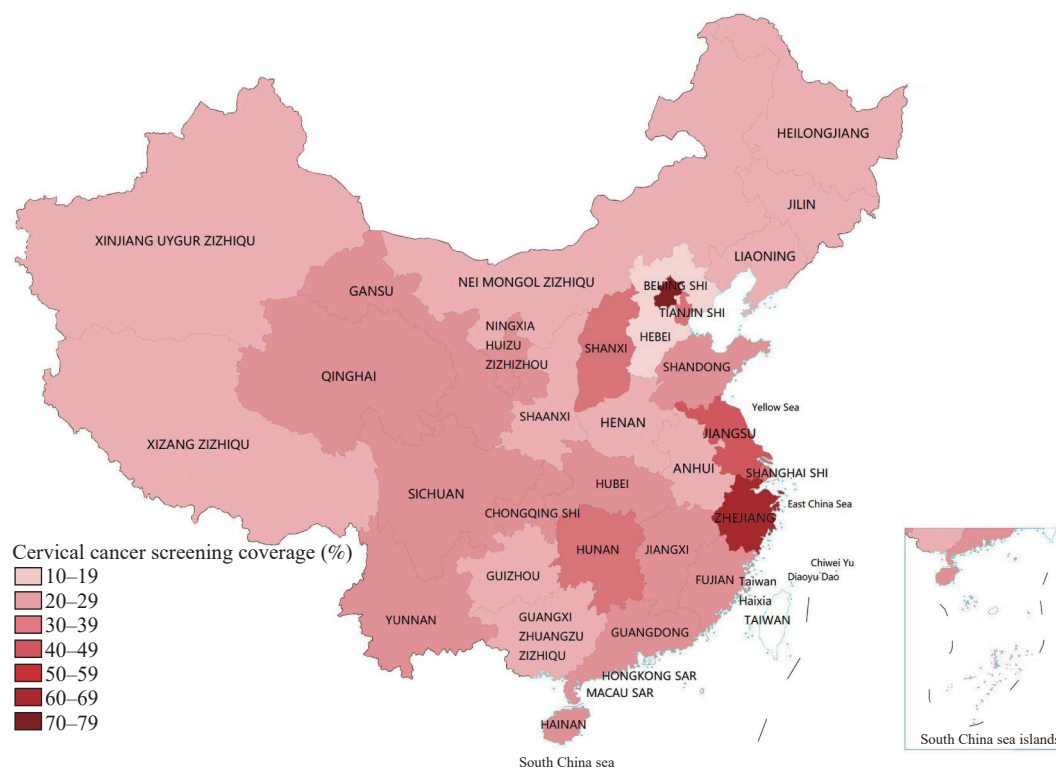 HEILONGJIANG
JILIN
LIAONING
XINJIANG UYGUR ZIZHIQU
NEI MONGOL ZIZHIQU
GANSU
BEIJING SHI
TIANJIN SHI
NINGXIA
HUIZU
ZIZHIZHOU
HEBEI
SHANXI
SHANDONG
QINGHAI
Yellow Sea
SHAANXI
HENAN
JIANGSU
XIZANG ZIZHIQU
ANHUI
SHANGHAI SHI
SICHUAN
HUBEI
East China Sea
CHONGQING SHI
ZHEJIANG
HUNAN
JIANGXI
Cervical cancer screening coverage (%)
10–19
20–29
30–39
40–49
50–59
60–69
70–79
GUIZHOU
FUJIAN
Taiwan
Haixia
Chiwei Yu
Diaoyu Dao
TAIWAN
YUNNAN
GUANGXI
ZHUANGZU
ZIZHIQU
GUANGDONG
HONGKONG SAR
MACAU SAR
HAINAN
South China sea
South China sea islands